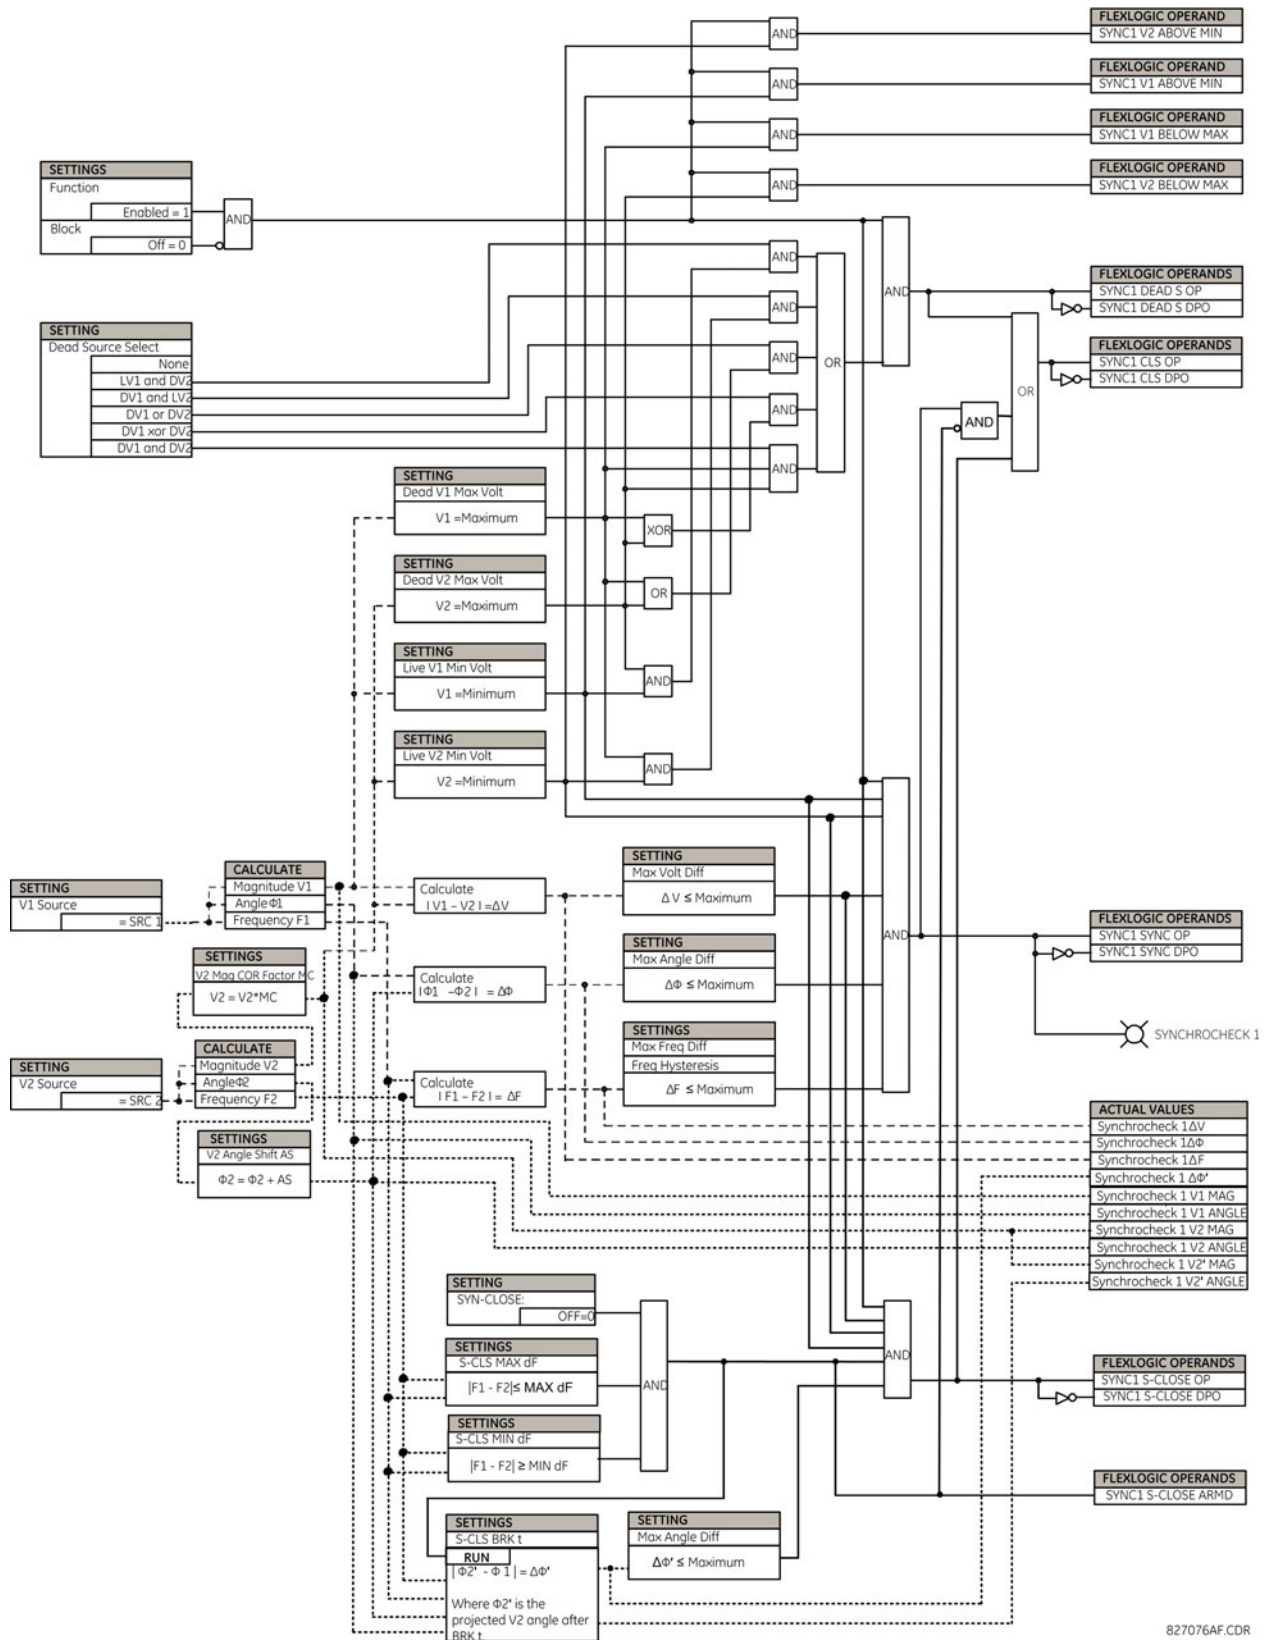 FLEXLOGIC OPERAND
SYNC1 V2 ABOVE MIN
AND
FLEXLOGIC OPERAND
SYNC1 V1 ABOVE MIN
AND
FLEXLOGIC OPERAND
SYNC1 V1 BELOW MAX
AND
FLEXLOGIC OPERAND
SYNC1 V2 BELOW MAX
AND
SETTINGS
Function
Enabled = 1
Block
Off = 0
AND
AND
AND
AND
AND
AND
OR
AND
FLEXLOGIC OPERANDS
SYNC1 DEAD S OP
SYNC1 DEAD S DPO
SETTING
Dead Source Select
None
LV1 and DV2
DV1 and LV2
DV1 or DV2
DV1 xor DV2
DV1 and DV2
FLEXLOGIC OPERANDS
SYNC1 CLS OP
SYNC1 CLS DPO
OR
AND
SETTING
Dead V1 Max Volt
V1 =Maximum
XOR
SETTING
Dead V2 Max Volt
V2 =Maximum
OR
SETTING
Live V1 Min Volt
V1 =Minimum
AND
SETTING
Live V2 Min Volt
V2 =Minimum
AND
SETTING
V1 Source
= SRC 1
CALCULATE
Magnitude V1
Angle Φ1
Frequency F1
Calculate
I V1 - V2 I =ΔV
SETTING
Max Volt Diff
Δ V ≤ Maximum
AND
FLEXLOGIC OPERANDS
SYNC1 SYNC OP
SYNC1 SYNC DPO
SETTINGS
V2 Mag COR Factor MC
V2 = V2*MC
Calculate
I Φ1 -Φ2 I = ΔΦ
SETTING
Max Angle Diff
ΔΦ ≤ Maximum
SYNCHROCHECK 1
SETTING
V2 Source
= SRC 2
CALCULATE
Magnitude V2
Angle Φ2
Frequency F2
Calculate
I F1 - F2 I = ΔF
SETTINGS
Max Freq Diff
Freq Hysteresis
ΔF ≤ Maximum
SETTINGS
V2 Angle Shift AS
Φ2 = Φ2 + AS
ACTUAL VALUES
Synchrocheck 1ΔV
Synchrocheck 1ΔΦ
Synchrocheck 1ΔF
Synchrocheck 1 ΔΦ'
Synchrocheck 1 V1 MAG
Synchrocheck 1 V1 ANGLE
Synchrocheck 1 V2 MAG
Synchrocheck 1 V2 ANGLE
Synchrocheck 1 V2' MAG
Synchrocheck 1 V2' ANGLE
SETTING
SYN-CLOSE:
OFF=0
SETTINGS
S-CLS MAX dF
|F1 - F2|≤ MAX dF
AND
AND
FLEXLOGIC OPERANDS
SYNC1 S-CLOSE OP
SYNC1 S-CLOSE DPO
SETTINGS
S-CLS MIN dF
|F1 - F2| ≥ MIN dF
FLEXLOGIC OPERANDS
SYNC1 S-CLOSE ARMD
SETTINGS
S-CLS BRK t
RUN
| Φ2' - Φ 1 | = ΔΦ'
Where Φ2' is the
projected V2 angle after
BRK t.
SETTING
Max Angle Diff
ΔΦ' ≤ Maximum
827076AF.CDR